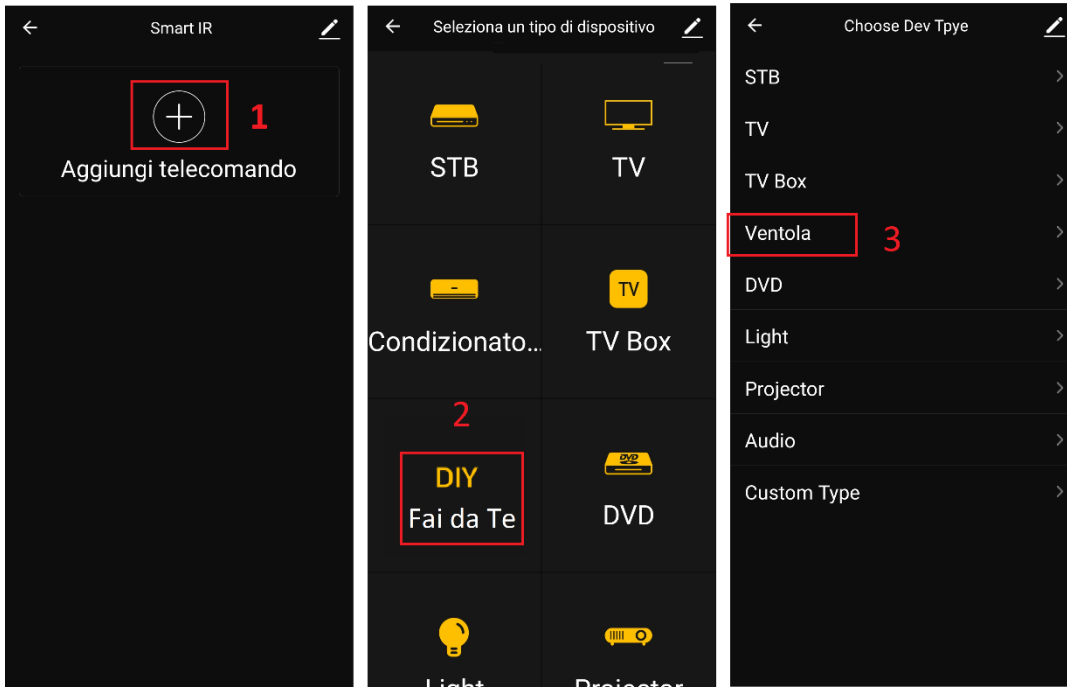 Smart IR
1
Aggiungi telecomando
Seleziona un tipo di dispositivo
STB
TV
TV
Condizionato...
TV Box
2
DIY
Fai da Te
DVD
DVD
Light
Projector
Choose Dev Tpye
STB
TV
TV Box
Ventola
3
DVD
Light
Projector
Audio
Custom Type